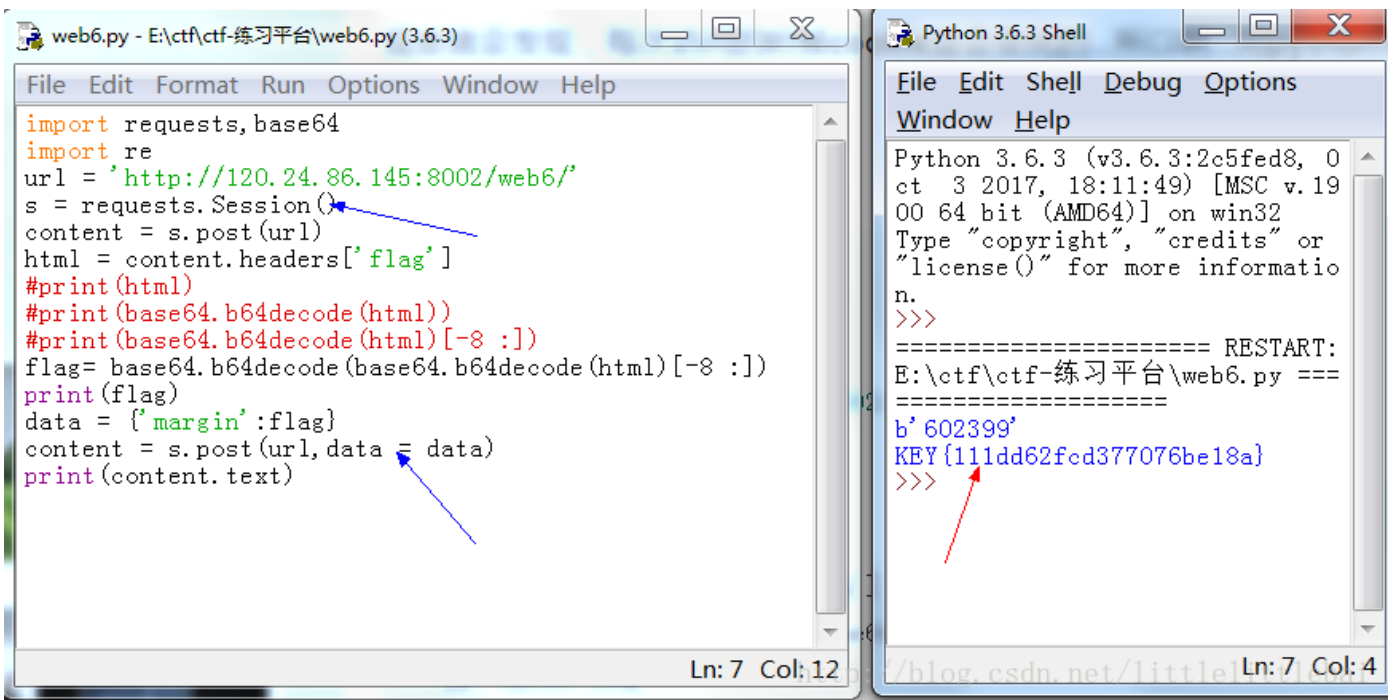 web6.py - E:\ctf\ctf-练习平台\web6.py (3.6.3)
File Edit Format Run Options Window Help
import requests,base64
import re
url = 'http://120.24.86.145:8002/web6/'
s = requests.Session()
content = s.post(url)
html = content.headers['flag']
#print(html)
#print(base64.b64decode(html))
#print(base64.b64decode(html)[-8 :])
flag= base64.b64decode(base64.b64decode(html)[-8 :])
print(flag)
data = {'margin':flag}
content = s.post(url,data = data)
print(content.text)
Ln: 7 Col: 12
Python 3.6.3 Shell
File Edit Shell Debug Options
Window Help
Python 3.6.3 (v3.6.3:2c5fed8, O
ct  3 2017, 18:11:49) [MSC v.19
00 64 bit (AMD64)] on win32
Type "copyright", "credits" or
"license()" for more informatio
n.
>>>
====================== RESTART:
E:\ctf\ctf-练习平台\web6.py ===
===================
b'602399'
KEY{111dd62fcd377076be18a}
>>>
Ln: 7 Col: 4